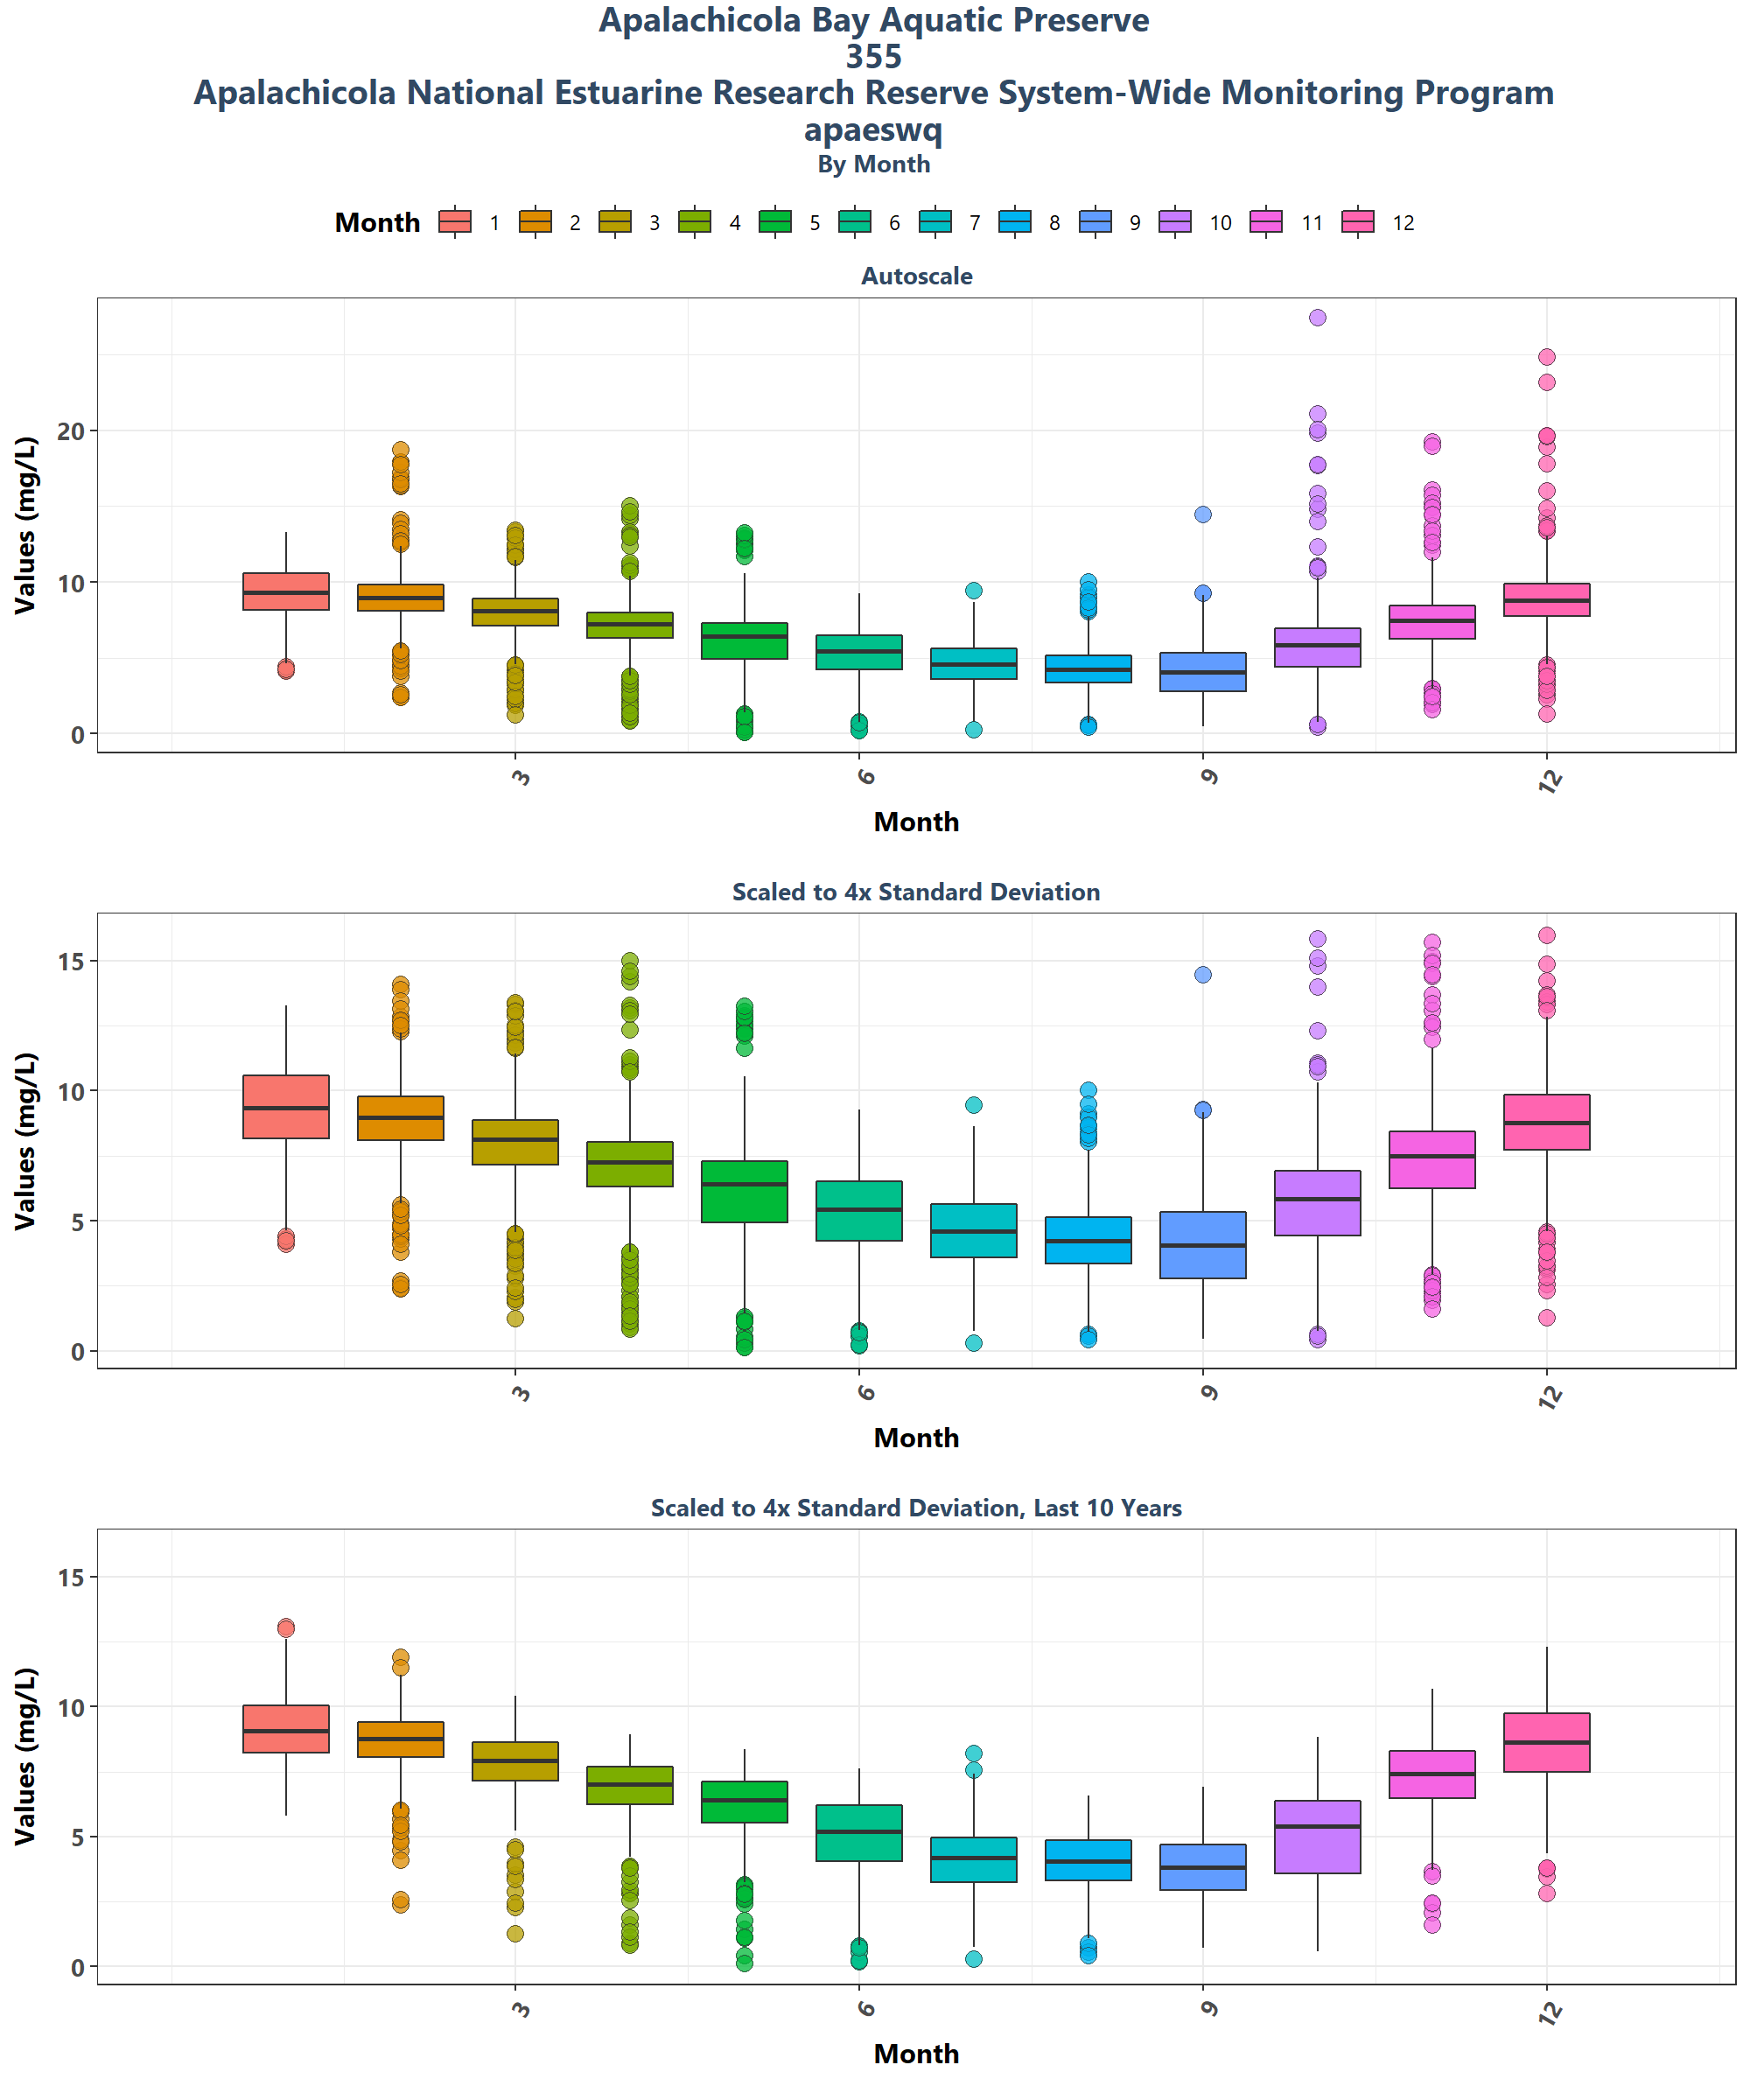 Apalachicola Bay Aquatic Preserve
355
Apalachicola National Estuarine Research Reserve System-Wide Monitoring Program
apaeswq
By Month
Month 1 2 3 4 5 6 7 8 9 10 11 12
Autoscale
Values (mg/L)
20
10
0
3 6 9 12
Month
Scaled to 4x Standard Deviation
Values (mg/L)
15
10
5
0
3 6 9 12
Month
Scaled to 4x Standard Deviation, Last 10 Years
Values (mg/L)
15
10
5
0
3 6 9 12
Month